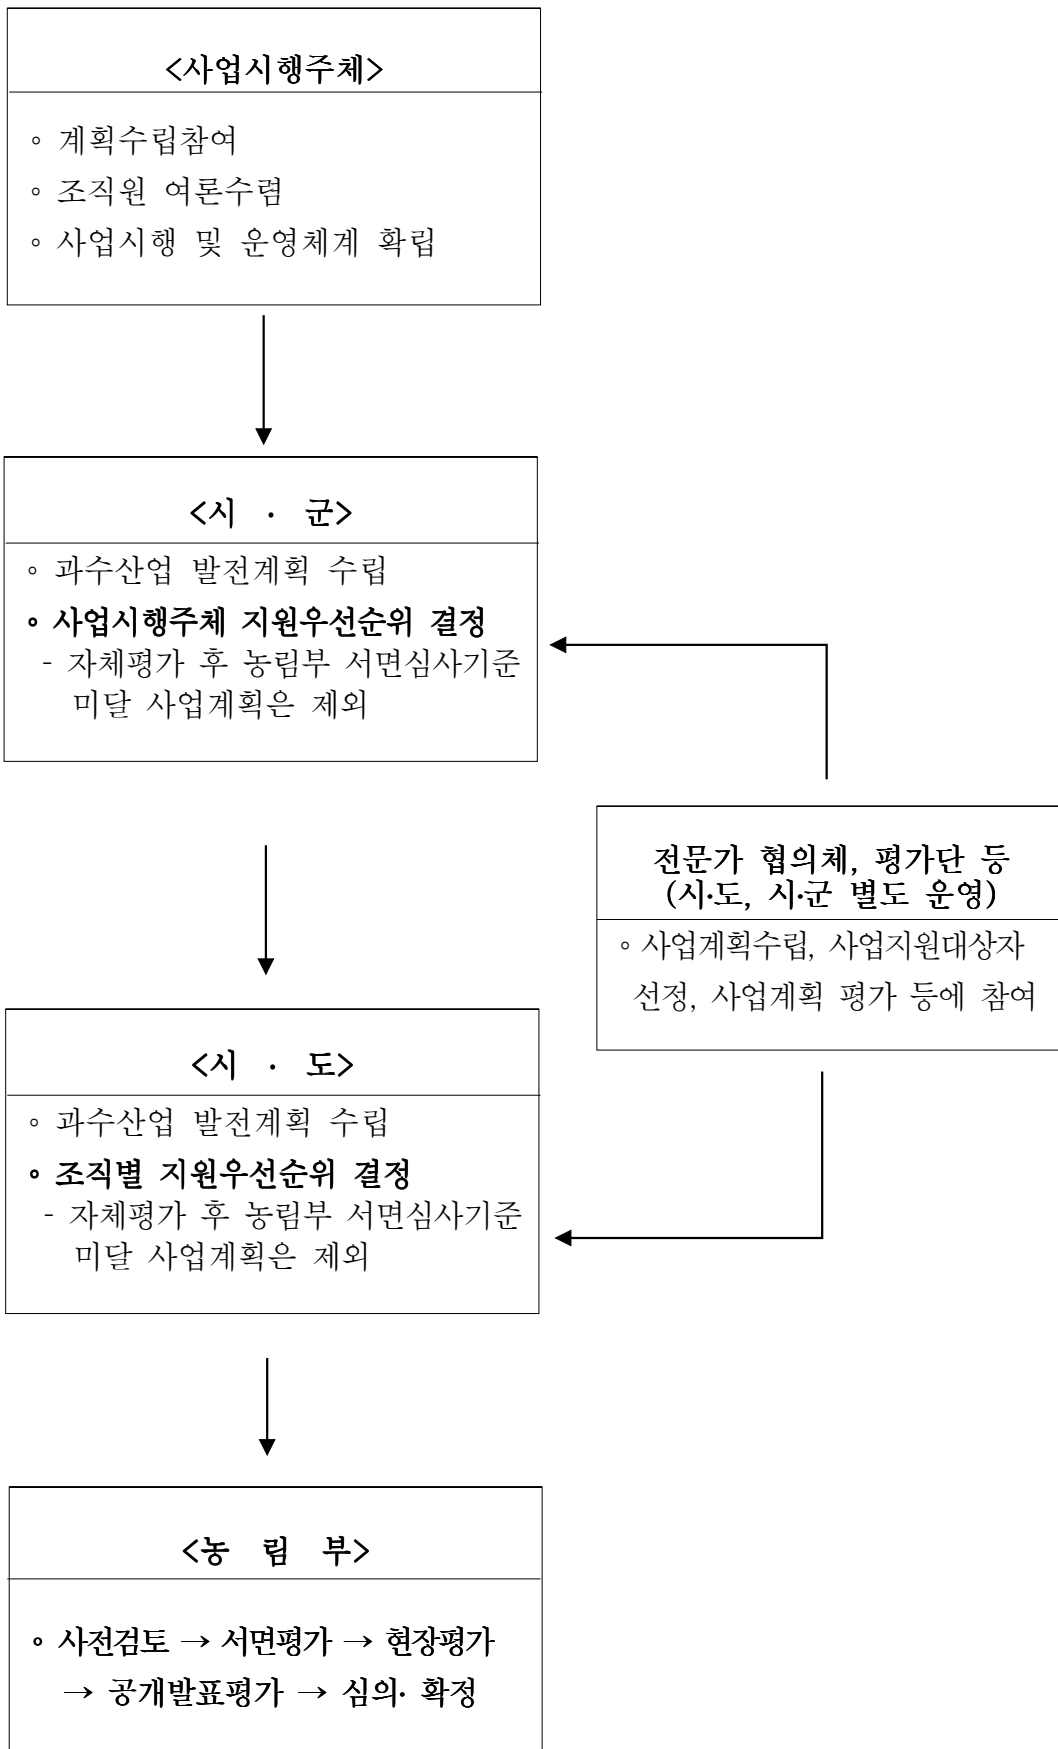 <사업시행주체>
◦ 계획수립참여
◦ 조직원 여론수렴
◦ 사업시행 및 운영체계 확립
<시 · 군>
◦ 과수산업 발전계획 수립
◦ 사업시행주체 지원우선순위 결정
- 자체평가 후 농림부 서면심사기준
미달 사업계획은 제외
전문가 협의체, 평가단 등
(시·도, 시·군 별도 운영)
◦ 사업계획수립, 사업지원대상자
선정, 사업계획 평가 등에 참여
<시 · 도>
◦ 과수산업 발전계획 수립
◦ 조직별 지원우선순위 결정
- 자체평가 후 농림부 서면심사기준
미달 사업계획은 제외
<농 림 부>
◦ 사전검토 → 서면평가 → 현장평가
→ 공개발표평가 → 심의· 확정